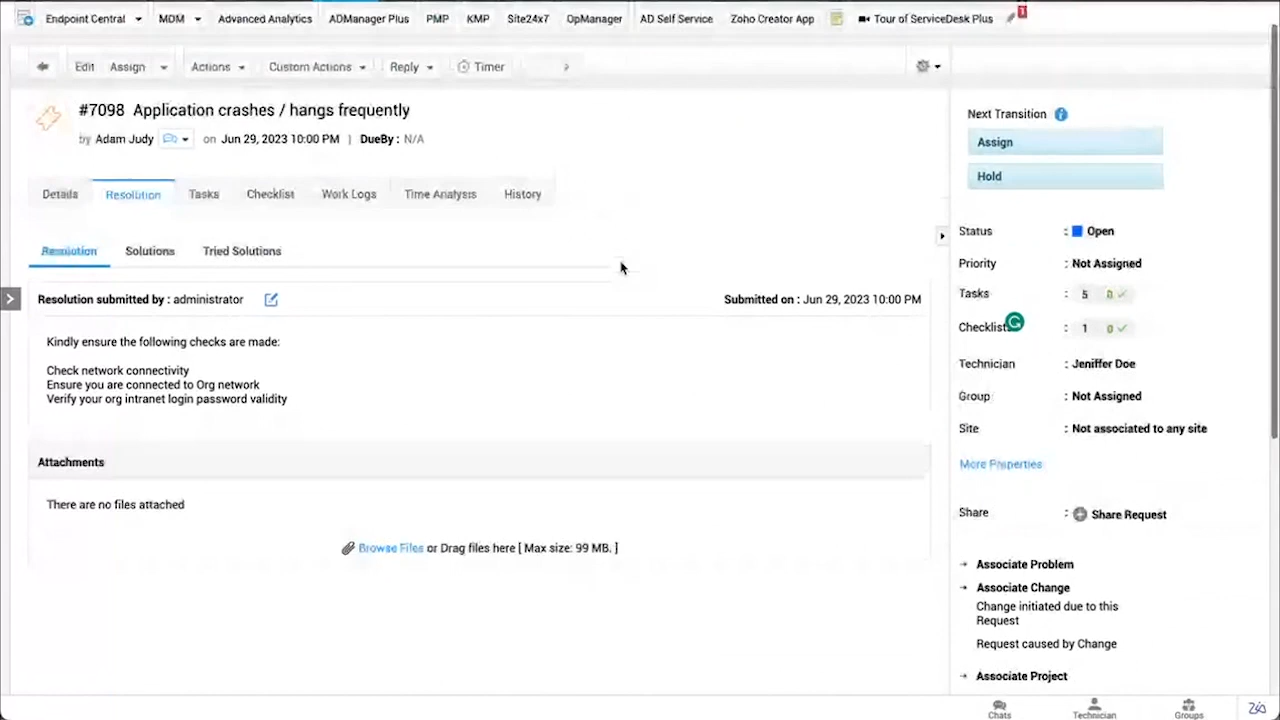 Endpoint Central MDM Advanced Analytics ADManager Plus PMP KMP Site24x7 OpManager AD Self Service Zoho Creator App Tour of ServiceDesk Plus 1
Edit Assign Actions Custom Actions Reply Timer
#7098 Application crashes / hangs frequently
by Adam Judy on Jun 29, 2023 10:00 PM | DueBy : N/A
Details Resolution Tasks Checklist Work Logs Time Analysis History
Resolution Solutions Tried Solutions
Resolution submitted by : administrator
Submitted on : Jun 29, 2023 10:00 PM
Kindly ensure the following checks are made:
Check network connectivity
Ensure you are connected to Org network
Verify your org intranet login password validity
Attachments
There are no files attached
Browse Files or Drag files here [ Max size: 99 MB. ]
Next Transition
Assign
Hold
Status : Open
Priority : Not Assigned
Tasks : 5 0
Checklist : 1 0
Technician : Jeniffer Doe
Group : Not Assigned
Site : Not associated to any site
More Properties
Share : Share Request
Associate Problem
Associate Change
Change initiated due to this
Request
Request caused by Change
Associate Project
Chats Technician Groups